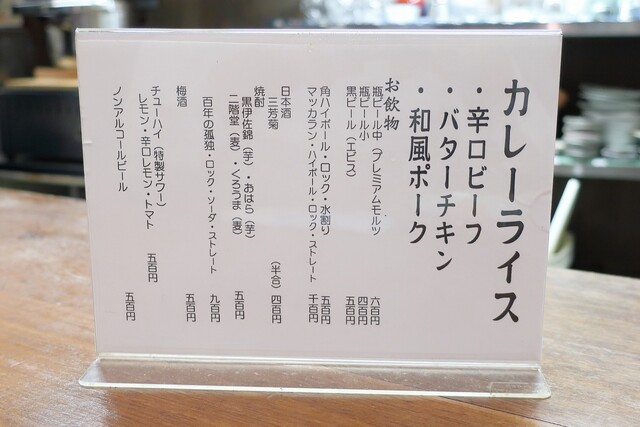 カレーライス
・辛口ビーフ
・バターチキン
・和風ポーク
お飲物
瓶ビール中（プレミアムモルツ 六百円
瓶ビール小 四百円
黒ビール（エビス） 五百円
角ハイボール・ロック・水割り 五百円
マッカラン・ハイボール・ロック・ストレート 千百円
日本酒
三芳菊 （半合）四百円
焼酎
黒伊佐錦（芋）・おはら（芋）
二階堂（麦）・くろうま（麦） 五百円
百年の孤独・ロック・ソーダ・ストレート 九百円
梅酒 五百円
チューハイ（特製サワー）
レモン・辛口レモン・トマト 五百円
ノンアルコールビール 五百円